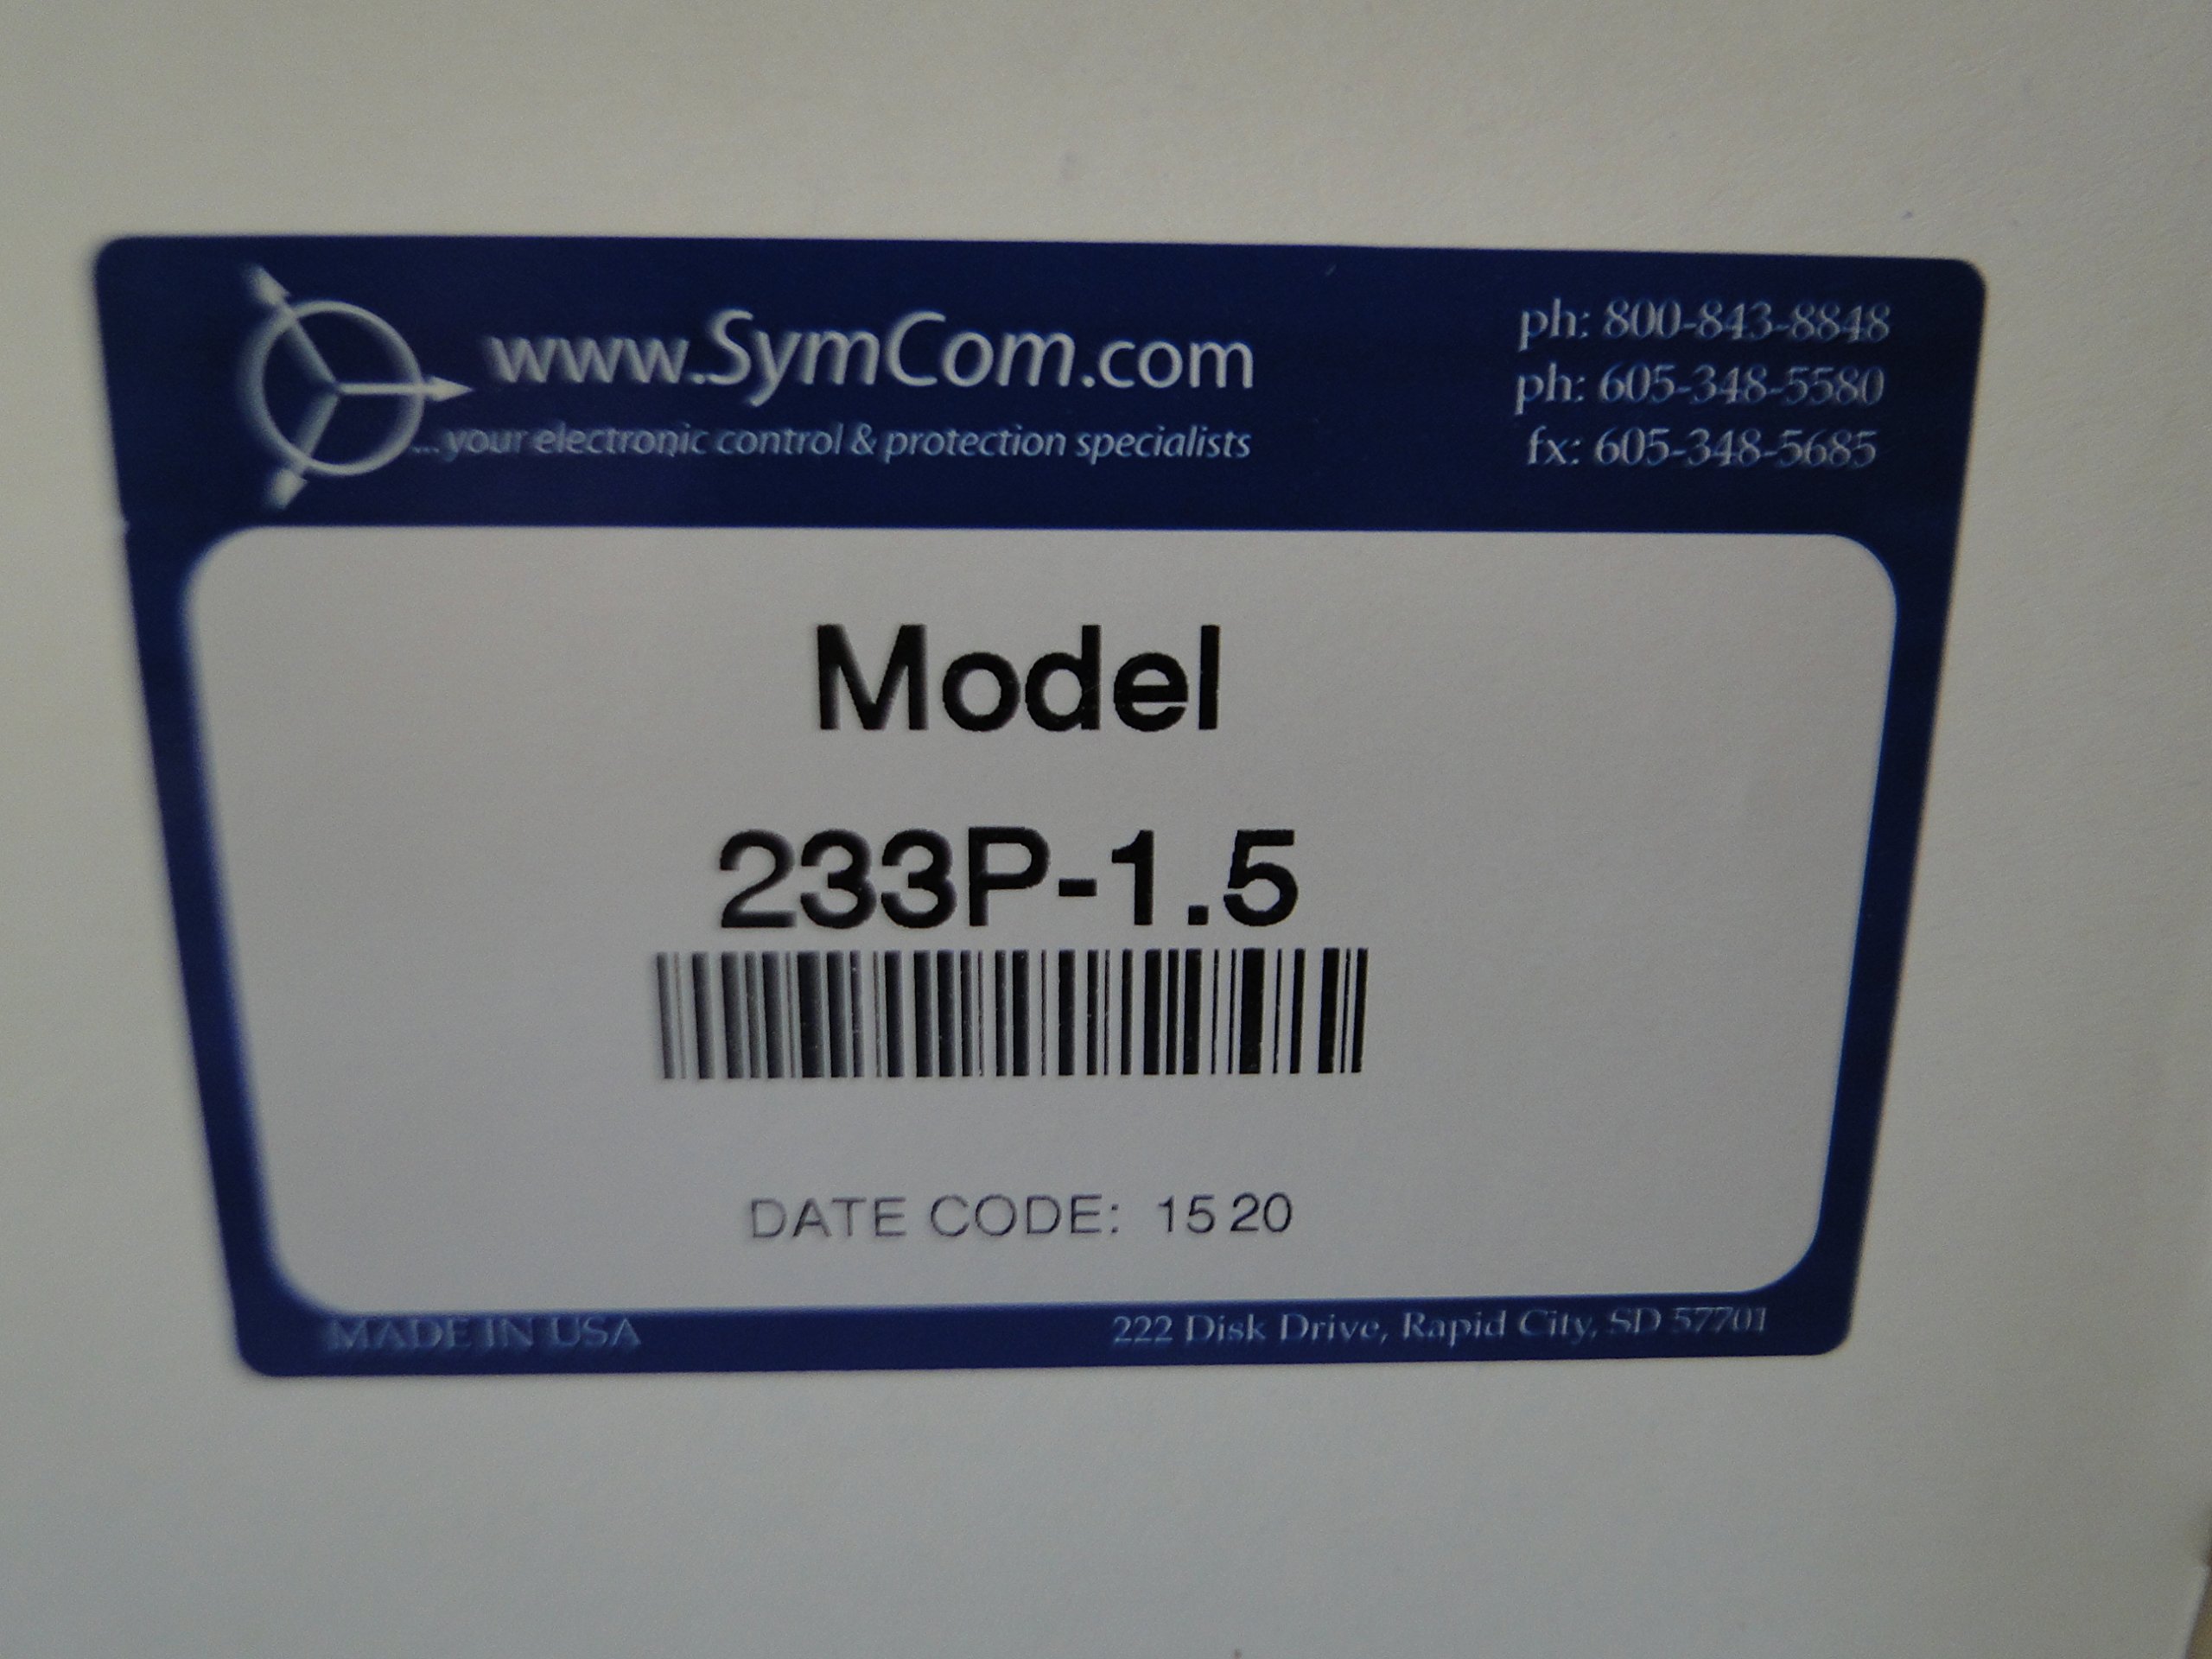 www.SymCom.com
...your electronic control & protection specialists
ph: 800-843-8848
ph: 605-348-5580
fx: 605-348-5685
Model
233P-1.5
DATE CODE: 15 20
MADE IN USA
222 Disk Drive, Rapid City, SD 57701